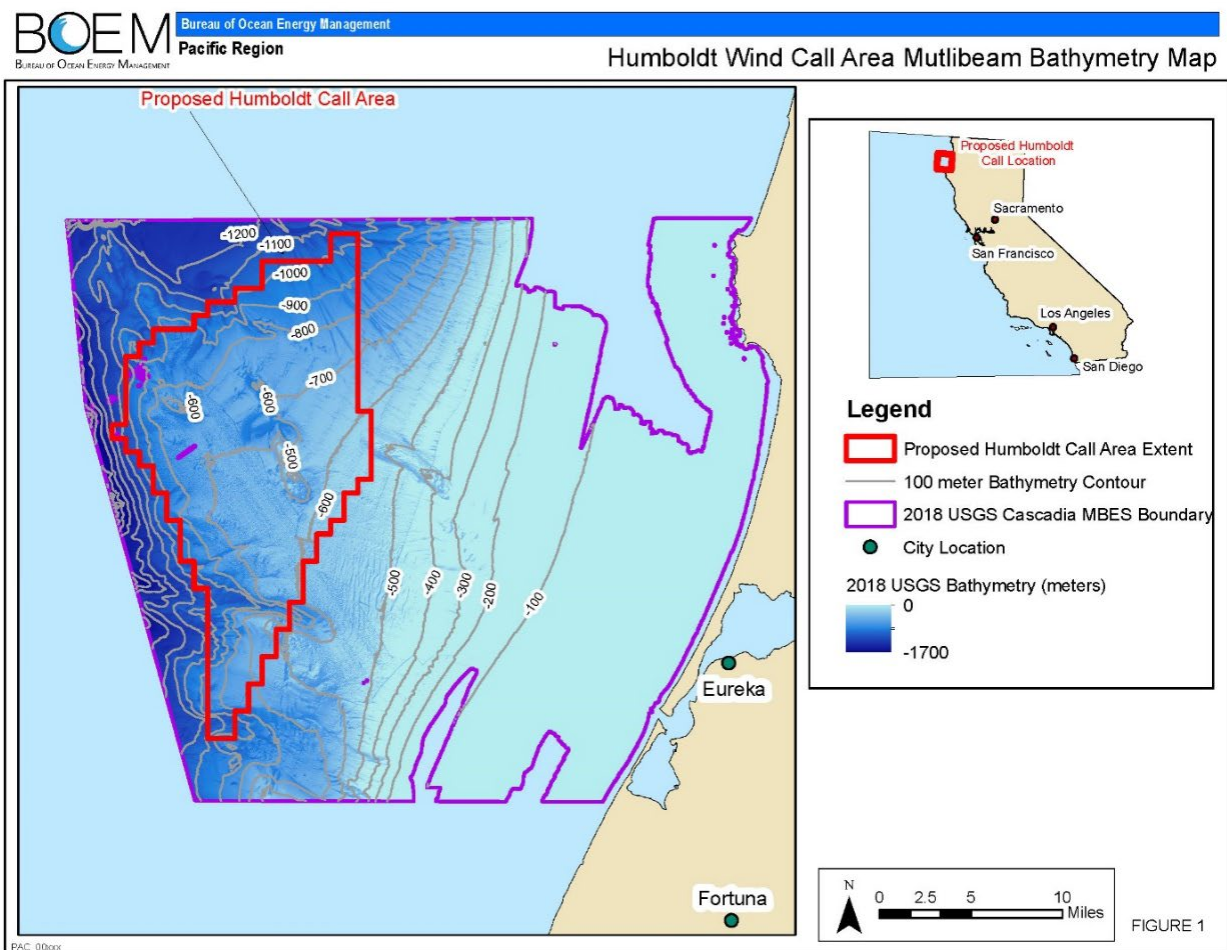 BOEM
BUREAU OF OCEAN ENERGY MANAGEMENT
Bureau of Ocean Energy Management
Pacific Region
Humboldt Wind Call Area Mutlibeam Bathymetry Map
Proposed Humboldt Call Area
-1200
-1100
-1000
-900
-800
-700
-600
-600
-500
-600
-500
-400
-300
-200
-100
Eureka
Fortuna
Proposed Humboldt
Call Location
Sacramento
San Francisco
Los Angeles
San Diego
Legend
Proposed Humboldt Call Area Extent
100 meter Bathymetry Contour
2018 USGS Cascadia MBES Boundary
City Location
2018 USGS Bathymetry (meters)
0
-1700
N
0 2.5 5 10
Miles
FIGURE 1